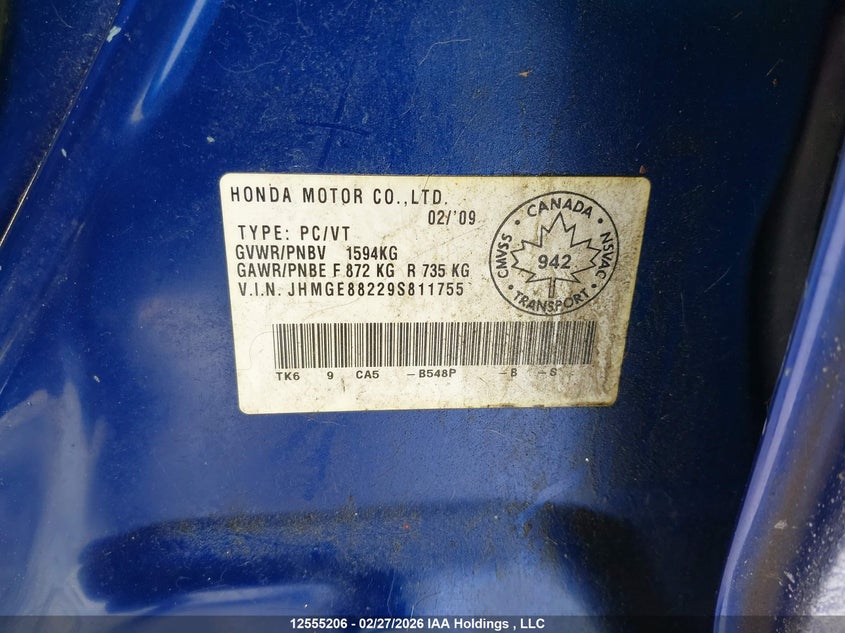 HONDA MOTOR CO.,LTD.
02/'09
TYPE: PC/VT
GVWR/PNBV 1594KG
GAWR/PNBE F 872 KG R 735 KG
V.I.N. JHMGE88229S811755
CANADA
CMVSS
NSVAC
942
TRANSPORT
TK6 9 CA5 -B548P -B -S
12555206 - 02/27/2026 IAA Holdings , LLC